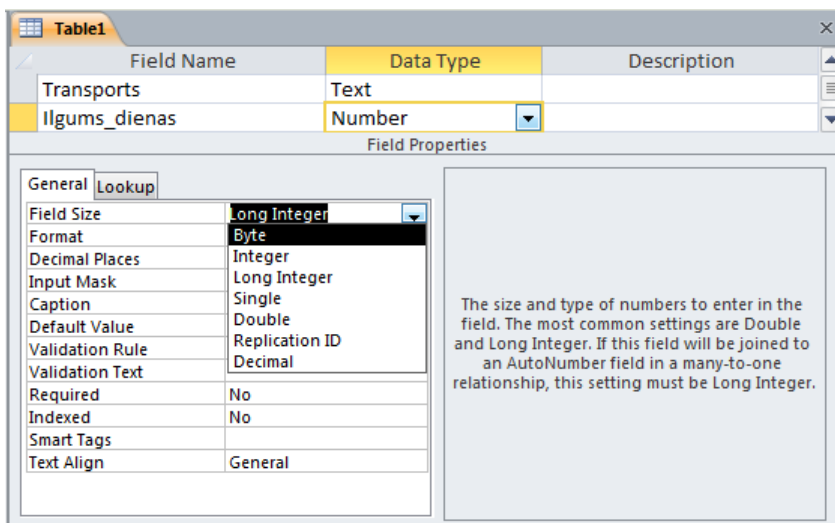 Table1
Field Name Data Type Description
Transports Text
Ilgums_dienas Number
Field Properties
General Lookup
Field Size Long Integer
Format Byte
Decimal Places Integer
Input Mask Long Integer
Caption Single
Default Value Double
Validation Rule Replication ID
Validation Text Decimal
Required No
Indexed No
Smart Tags
Text Align General
The size and type of numbers to enter in the
field. The most common settings are Double
and Long Integer. If this field will be joined to
an AutoNumber field in a many-to-one
relationship, this setting must be Long Integer.